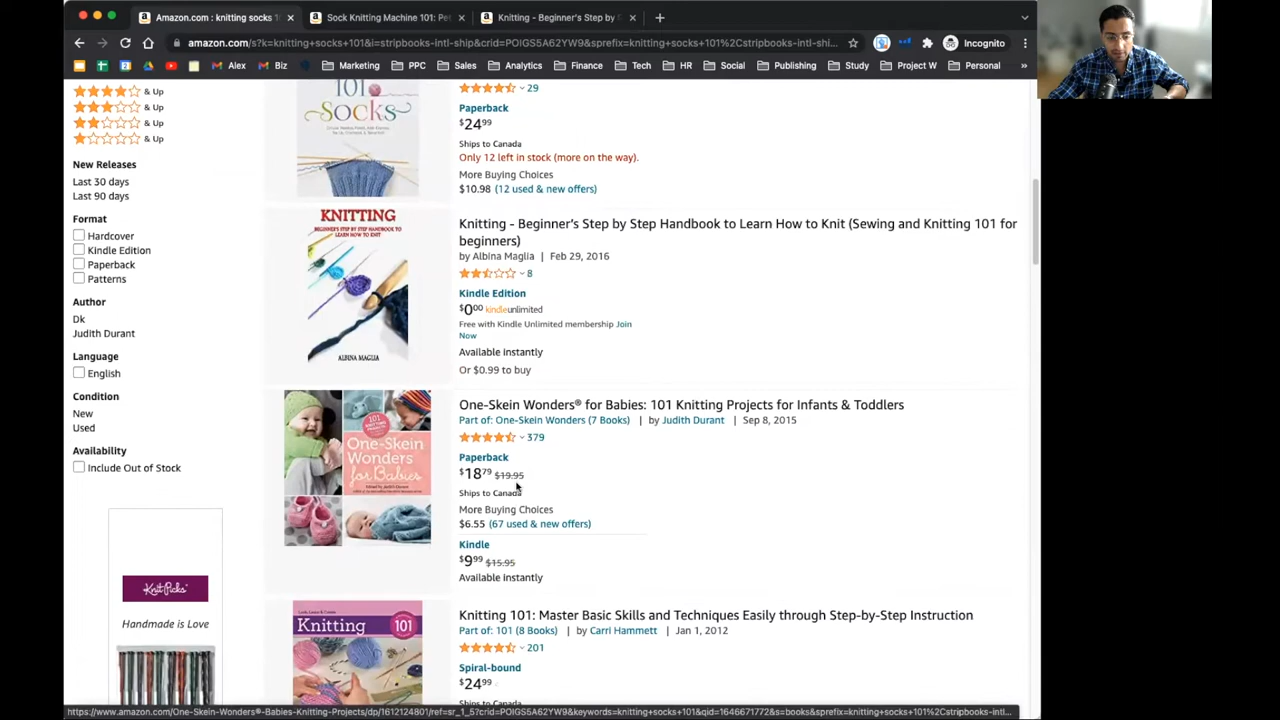 Amazon.com : knitting socks 1
Sock Knitting Machine 101: Pet
Knitting - Beginner's Step by
amazon.com/s?k=knitting+socks+101&i=stripbooks-intl-ship&crid=POIGS5A62YW9&sprefix=knitting+socks+101%2Cstripbooks-intl-shi...
Incognito
Alex
Biz
Marketing
PPC
Sales
Analytics
Finance
Tech
HR
Social
Publishing
Study
Project W
Personal
»
& Up
& Up
& Up
& Up
New Releases
Last 30 days
Last 90 days
Format
Hardcover
Kindle Edition
Paperback
Patterns
Author
Dk
Judith Durant
Language
English
Condition
New
Used
Availability
Include Out of Stock
Knit Picks
Handmade is Love
101
socks
29
Paperback
$24 99
Ships to Canada
Only 12 left in stock (more on the way).
More Buying Choices
$10.98 (12 used & new offers)
KNITTING
BEGINNER'S STEP BY STEP HANDBOOK TO
LEARN HOW TO KNIT
ALBINA MAGLIA
Knitting - Beginner's Step by Step Handbook to Learn How to Knit (Sewing and Knitting 101 for
beginners)
by Albina Maglia | Feb 29, 2016
8
Kindle Edition
$0 00 kindleunlimited
Free with Kindle Unlimited membership Join
Now
Available instantly
Or $0.99 to buy
101 KNITTING
One-Skein
Wonders
for Babies
One-Skein Wonders® for Babies: 101 Knitting Projects for Infants & Toddlers
Part of: One-Skein Wonders (7 Books) | by Judith Durant | Sep 8, 2015
379
Paperback
$18 79 $19.95
Ships to Canada
More Buying Choices
$6.55 (67 used & new offers)
Kindle
$9 99 $15.95
Available instantly
Knitting 101
Knitting 101: Master Basic Skills and Techniques Easily through Step-by-Step Instruction
Part of: 101 (8 Books) | by Carri Hammett | Jan 1, 2012
201
Spiral-bound
$24 99
Ships to Canada
https://www.amazon.com/One-Skein-Wonders®-Babies-Knitting-Projects/dp/1612124801/ref=sr_1_5?crid=POIGS5A62YW9&keywords=knitting+socks+101&qid=1646671772&s=books&sprefix=knitting+socks+101%2Cstripbooks-intl...